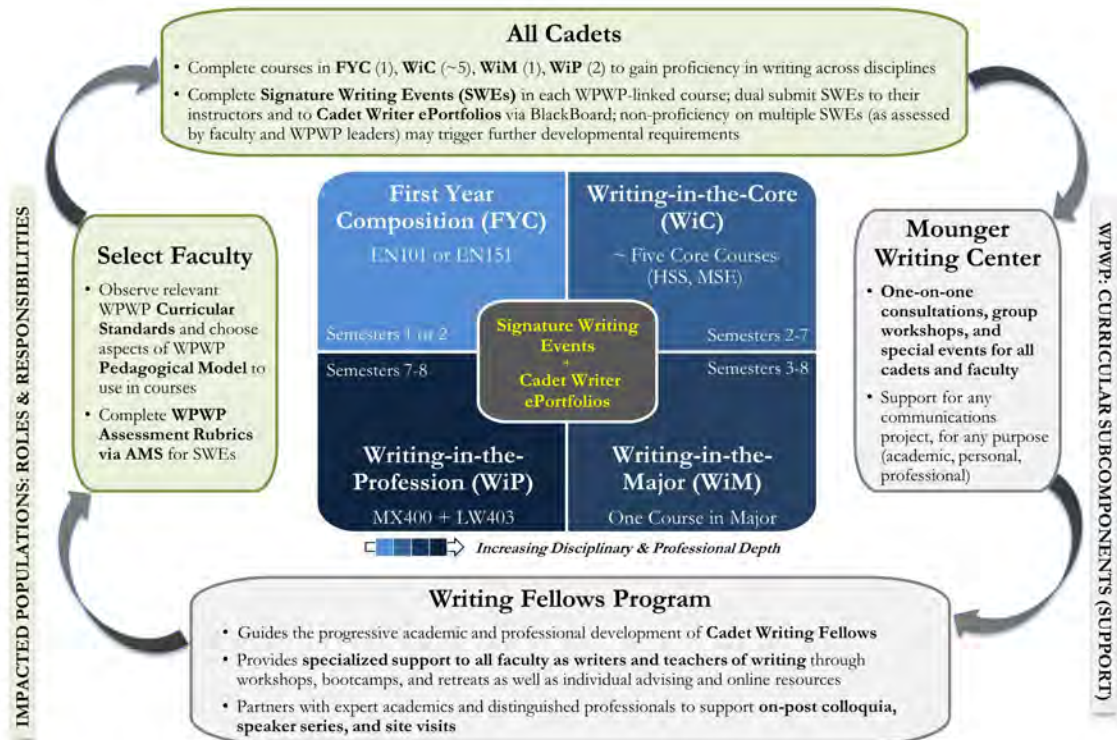 All Cadets
• Complete courses in FYC (1), WiC (~5), WiM (1), WiP (2) to gain proficiency in writing across disciplines
• Complete Signature Writing Events (SWEs) in each WPWP-linked course; dual submit SWEs to their
instructors and to Cadet Writer ePortfolios via BlackBoard; non-proficiency on multiple SWEs (as assessed
by faculty and WPWP leaders) may trigger further developmental requirements
IMPACTED POPULATIONS: ROLES & RESPONSIBILITIES
Select Faculty
• Observe relevant
WPWP Curricular
Standards and choose
aspects of WPWP
Pedagogical Model to
use in courses
• Complete WPWP
Assessment Rubrics
via AMS for SWEs
First Year
Composition (FYC)
EN101 or EN151
Semesters 1 or 2
Writing-in-the-Core
(WiC)
~ Five Core Courses
(HSS, MSE)
Semesters 2-7
Signature Writing
Events
+
Cadet Writer
ePortfolios
Semesters 7-8
Writing-in-the-
Profession (WiP)
MX400 + LW403
Semesters 3-8
Writing-in-the-
Major (WiM)
One Course in Major
Increasing Disciplinary & Professional Depth
Mounger
Writing Center
• One-on-one
consultations, group
workshops, and
special events for all
cadets and faculty
• Support for any
communications
project, for any purpose
(academic, personal,
professional)
WPWP: CURRICULAR SUBCOMPONENTS (SUPPORT)
Writing Fellows Program
• Guides the progressive academic and professional development of Cadet Writing Fellows
• Provides specialized support to all faculty as writers and teachers of writing through
workshops, bootcamps, and retreats as well as individual advising and online resources
• Partners with expert academics and distinguished professionals to support on-post colloquia,
speaker series, and site visits